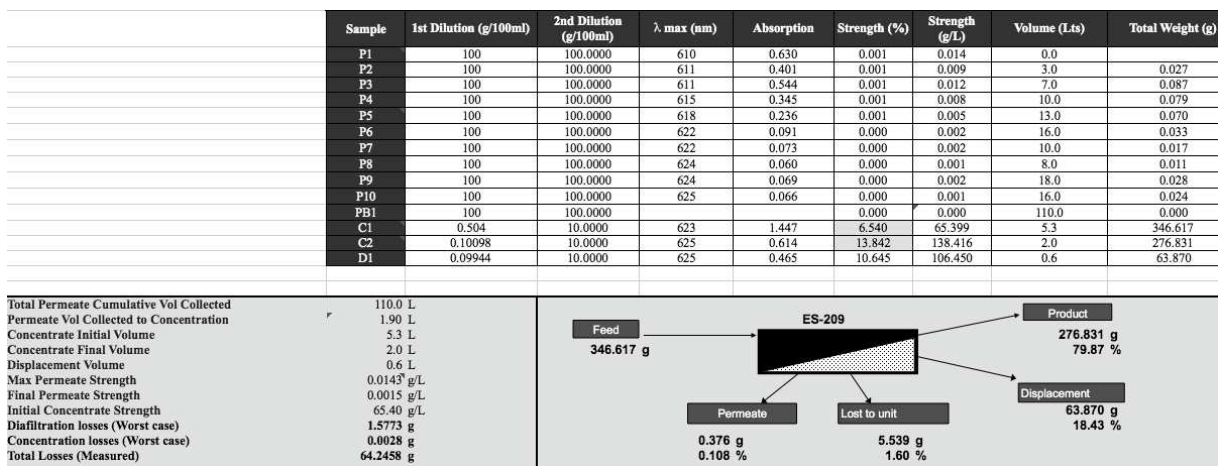 Sample 1st Dilution (g/100ml) 2nd Dilution (g/100ml) λ max (nm) Absorption Strength (%) Strength (g/L) Volume (Lts) Total Weight (g)
P1 100 100.0000 610 0.630 0.001 0.014 0.0
P2 100 100.0000 611 0.401 0.001 0.009 3.0 0.027
P3 100 100.0000 611 0.544 0.001 0.012 7.0 0.087
P4 100 100.0000 615 0.345 0.001 0.008 10.0 0.079
P5 100 100.0000 618 0.236 0.001 0.005 13.0 0.070
P6 100 100.0000 622 0.091 0.000 0.002 16.0 0.033
P7 100 100.0000 622 0.073 0.000 0.002 10.0 0.017
P8 100 100.0000 624 0.060 0.000 0.001 8.0 0.011
P9 100 100.0000 624 0.069 0.000 0.002 18.0 0.028
P10 100 100.0000 625 0.066 0.000 0.001 16.0 0.024
PB1 100 100.0000 0.000 0.000 110.0 0.000
C1 0.504 10.0000 623 1.447 6.540 65.399 5.3 346.617
C2 0.10098 10.0000 625 0.614 13.842 138.416 2.0 276.831
D1 0.09944 10.0000 625 0.465 10.645 106.450 0.6 63.870
Total Permeate Cumulative Vol Collected 110.0 L
Permeate Vol Collected to Concentration 1.90 L
Concentrate Initial Volume 5.3 L
Concentrate Final Volume 2.0 L
Displacement Volume 0.6 L
Max Permeate Strength 0.0143 g/L
Final Permeate Strength 0.0015 g/L
Initial Concentrate Strength 65.40 g/L
Diafiltration losses (Worst case) 1.5773 g
Concentration losses (Worst case) 0.0028 g
Total Losses (Measured) 64.2458 g
Feed
346.617 g
ES-209
Product
276.831 g
79.87 %
Displacement
63.870 g
18.43 %
Permeate
0.376 g
0.108 %
Lost to unit
5.539 g
1.60 %